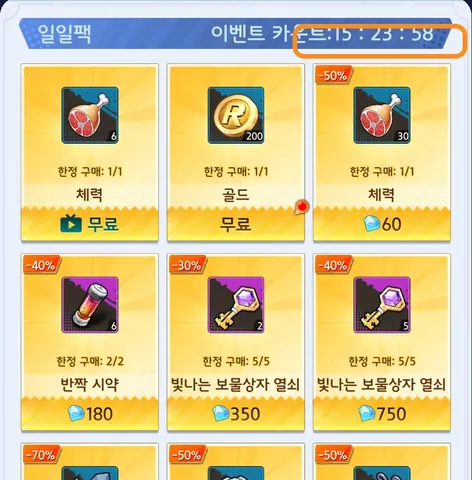 일일팩
이벤트 카운트:15 : 23 : 58
6
한정 구매: 1/1
체력
무료
R
200
한정 구매: 1/1
골드
무료
-50%
30
한정 구매: 1/1
체력
60
-40%
6
한정 구매: 2/2
반짝 시약
180
-30%
2
한정 구매: 5/5
빛나는 보물상자 열쇠
350
-40%
5
한정 구매: 5/5
빛나는 보물상자 열쇠
750
-70%
-50%
-50%